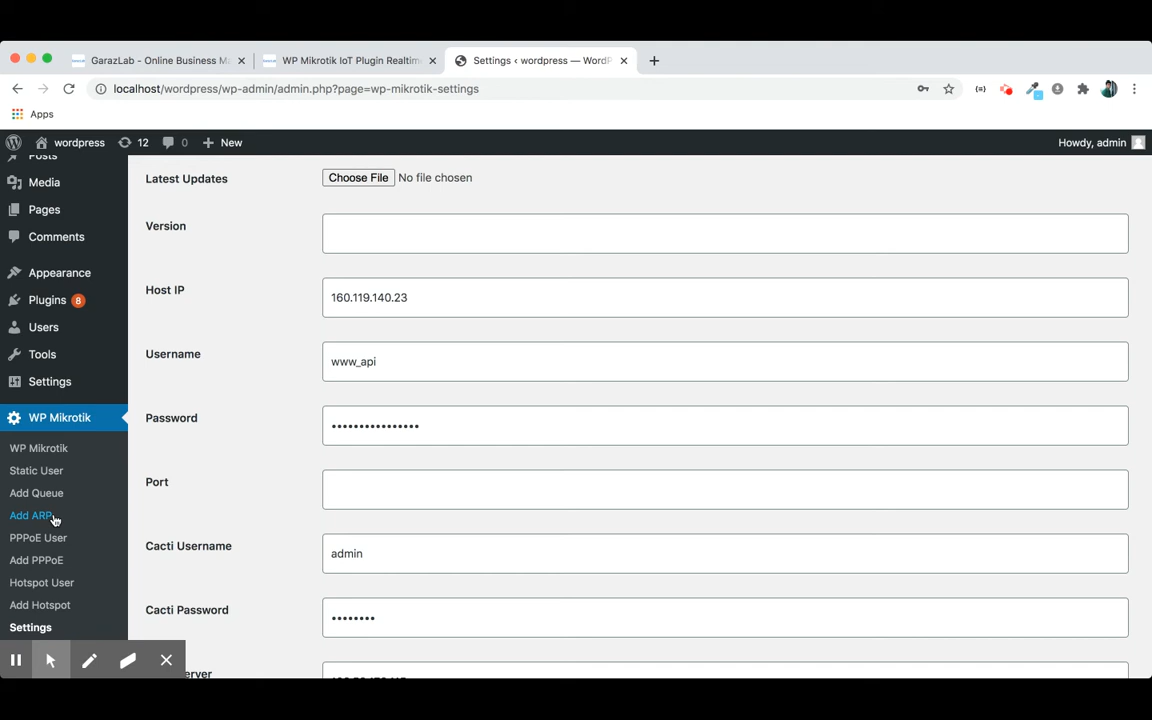 GarazLab - Online Business Ma
WP Mikrotik IoT Plugin Realtim
Settings ‹ wordpress — WordP
localhost/wordpress/wp-admin/admin.php?page=wp-mikrotik-settings
Apps
wordpress
12
0
New
Howdy, admin
Posts
Media
Pages
Comments
Appearance
Plugins 8
Users
Tools
Settings
WP Mikrotik
WP Mikrotik
Static User
Add Queue
Add ARP
PPPoE User
Add PPPoE
Hotspot User
Add Hotspot
Settings
Latest Updates
Choose File No file chosen
Version
Host IP
160.119.140.23
Username
www_api
Password
••••••••••••••••
Port
Cacti Username
admin
Cacti Password
••••••••